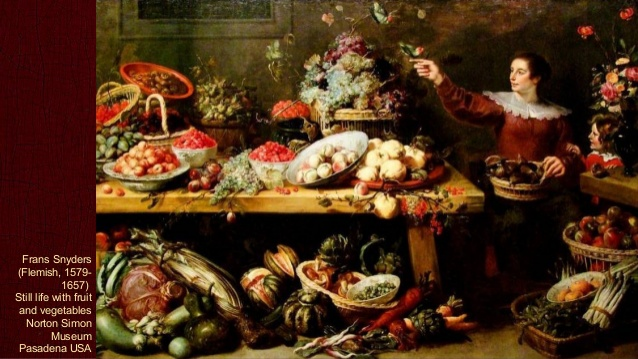 Frans Snyders
(Flemish, 1579-
1657)
Still life with fruit
and vegetables
Norton Simon
Museum
Pasadena USA